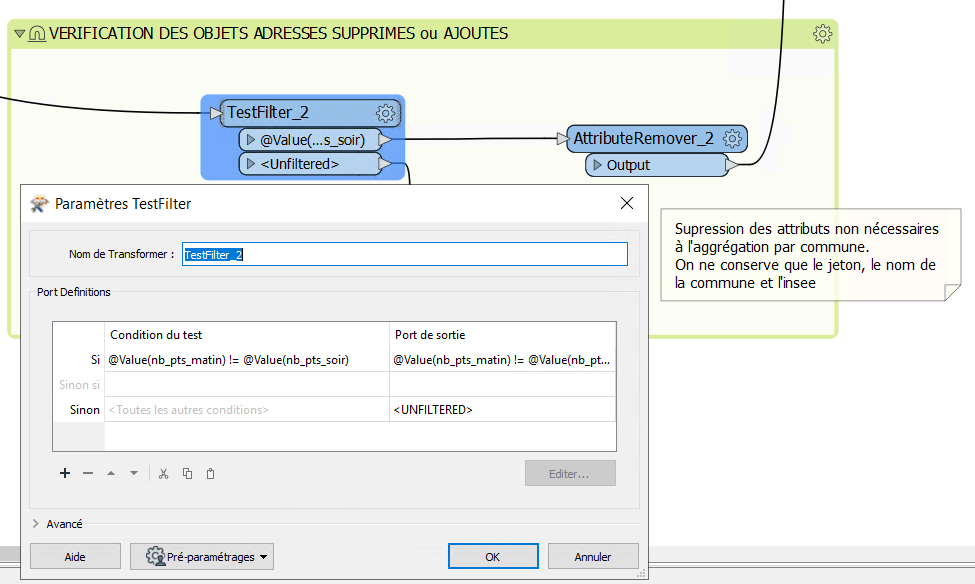 VERIFICATION DES OBJETS ADRESSES SUPPRIMES ou AJOUTES
TestFilter_2
@Value(...s_soir)
<Unfiltered>
AttributeRemover_2
Output
Supression des attributs non nécessaires
à l'aggrégation par commune.
On ne conserve que le jeton, le nom de
la commune et l'insee
Paramètres TestFilter
Nom de Transformer : TestFilter_2
Port Definitions
Condition du test Port de sortie
Si @Value(nb_pts_matin) != @Value(nb_pts_soir) @Value(nb_pts_matin) != @Value(nb_pt...
Sinon si
Sinon <Toutes les autres conditions> <UNFILTERED>
Editer...
Avancé
Aide Pré-paramétrages OK Annuler